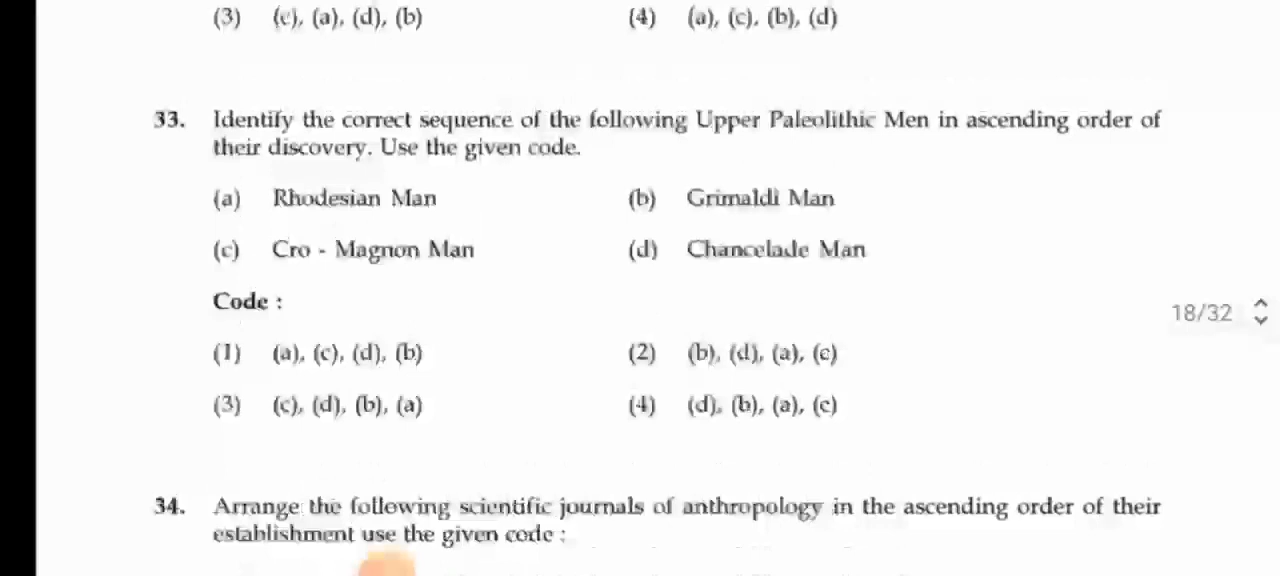 (3) (c), (a), (d), (b) (4) (a), (c), (b), (d)
33. Identify the correct sequence of the following Upper Paleolithic Men in ascending order of
their discovery. Use the given code.
(a) Rhodesian Man (b) Grimaldi Man
(c) Cro - Magnon Man (d) Chancelade Man
Code :
18/32
(1) (a), (c), (d), (b) (2) (b), (d), (a), (c)
(3) (c), (d), (b), (a) (4) (d), (b), (a), (c)
34. Arrange the following scientific journals of anthropology in the ascending order of their
establishment use the given code :